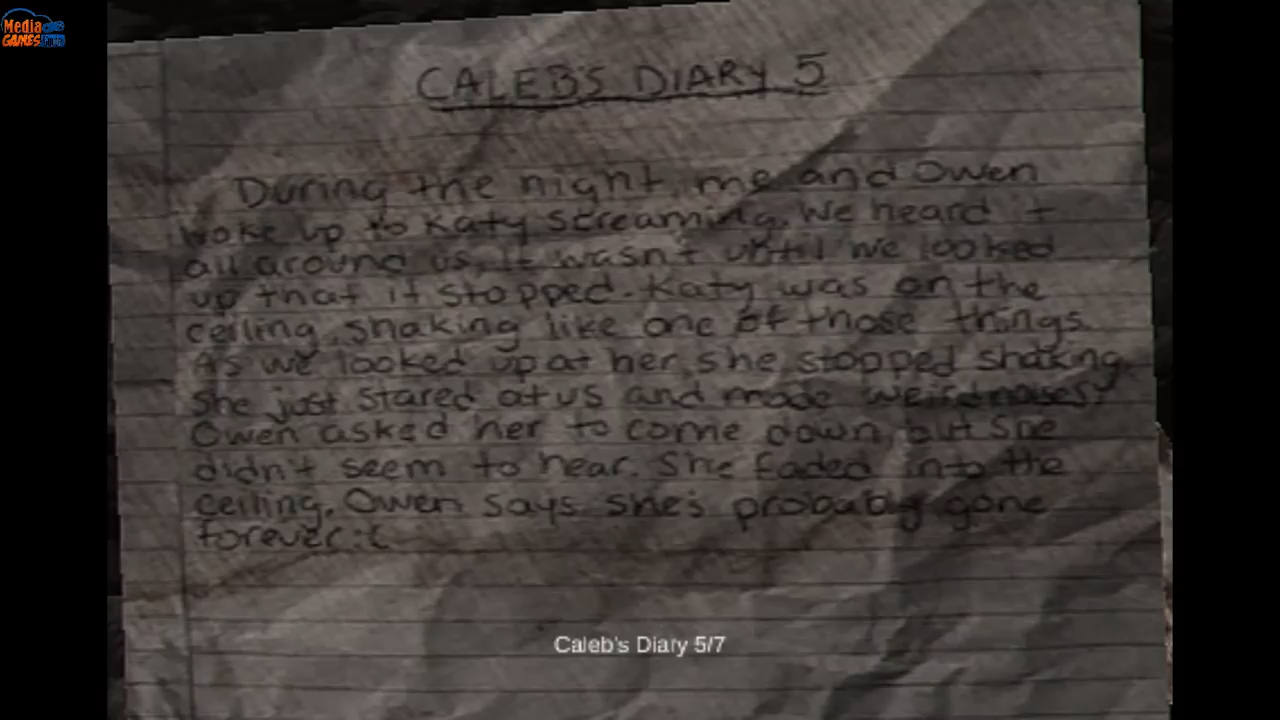 Media
GAMES
CALEB'S DIARY 5
During the night, me and Owen
woke up to Katy screaming. We heard it
all around us, it wasn't until we looked
up that it stopped. Katy was on the
ceiling, shaking like one of those things.
As we looked up at her, she stopped shaking.
She just stared at us and made weird noises.
Owen asked her to come down, but she
didn't seem to hear. She faded into the
ceiling. Owen says she's probably gone
forever :(
Caleb's Diary 5/7